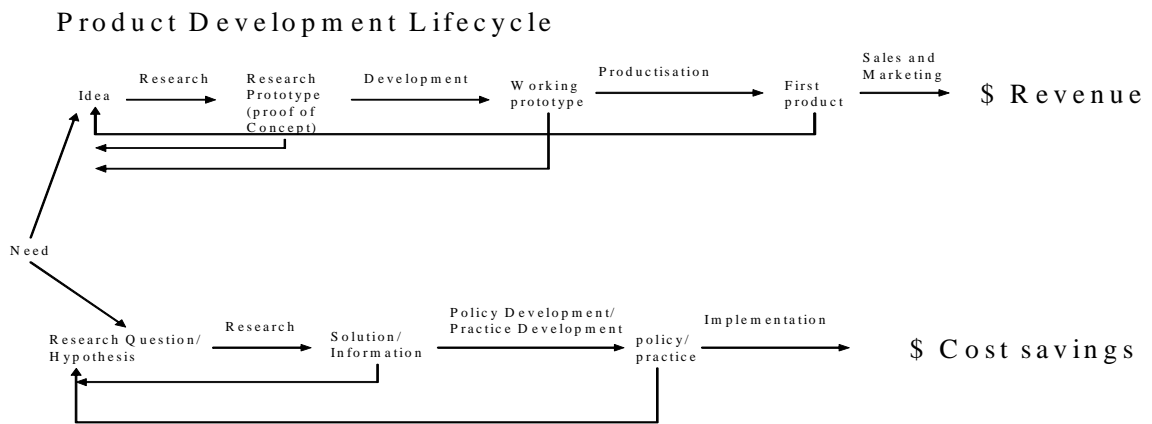 Product Development Lifecycle
Idea
Research
Research
Prototype
(proof of
Concept)
Development
Working
prototype
Productisation
First
product
Sales and
Marketing
$ Revenue
Need
Research Question/
Hypothesis
Research
Solution/
Information
Policy Development/
Practice Development
policy/
practice
Implementation
$ Cost savings